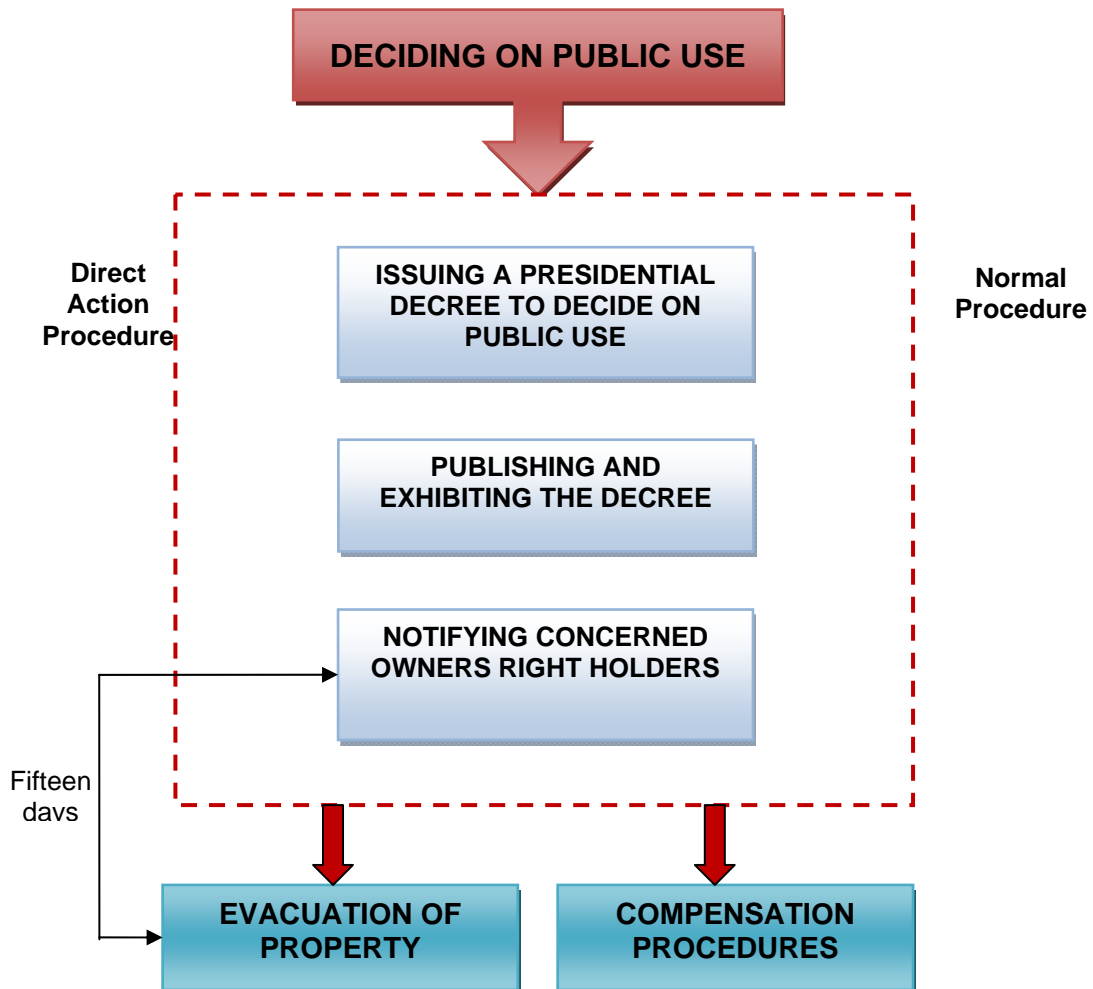 DECIDING ON PUBLIC USE
Direct
Action
Procedure
ISSUING A PRESIDENTIAL
DECREE TO DECIDE ON
PUBLIC USE
Normal
Procedure
PUBLISHING AND
EXHIBITING THE DECREE
NOTIFYING CONCERNED
OWNERS RIGHT HOLDERS
Fifteen
days
EVACUATION OF
PROPERTY
COMPENSATION
PROCEDURES